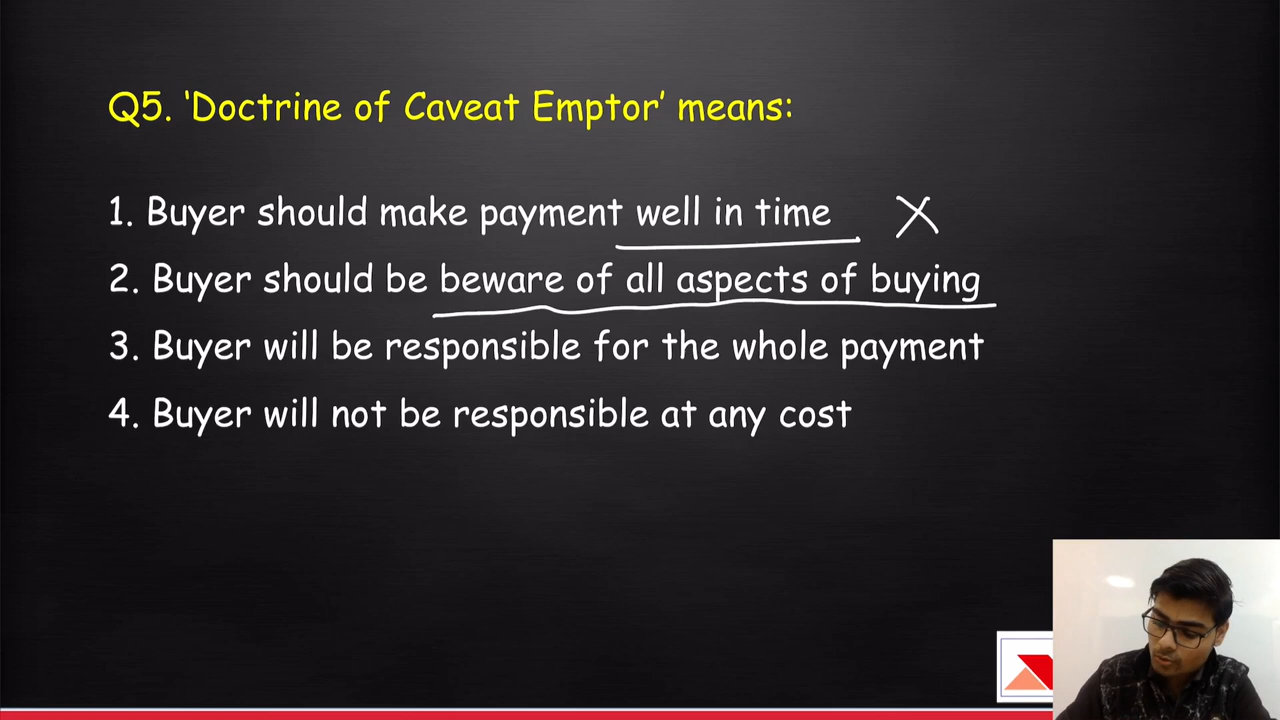 Q5. ‘Doctrine of Caveat Emptor’ means:
1. Buyer should make payment well in time X
2. Buyer should be beware of all aspects of buying
3. Buyer will be responsible for the whole payment
4. Buyer will not be responsible at any cost